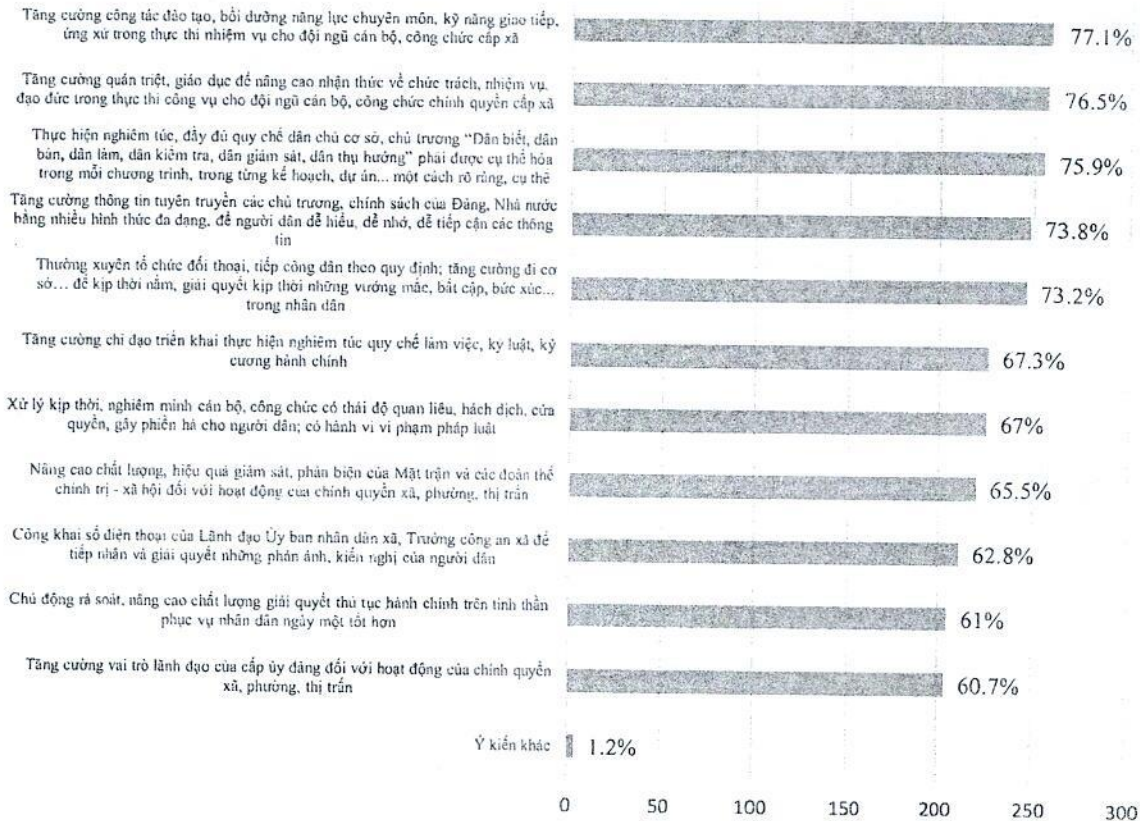 Tăng cường công tác đào tạo, bồi dưỡng năng lực chuyên môn, kỹ năng giao tiếp,
ứng xử trong thực thi nhiệm vụ cho đội ngũ cán bộ, công chức cấp xã
77.1%
Tăng cường quán triệt, giáo dục để nâng cao nhận thức về chức trách, nhiệm vụ,
đạo đức trong thực thi công vụ cho đội ngũ cán bộ, công chức chính quyền cấp xã
76.5%
Thực hiện nghiêm túc, đầy đủ quy chế dân chủ cơ sở, chủ trương “Dân biết, dân
bàn, dân làm, dân kiểm tra, dân giám sát, dân thụ hưởng” phải được cụ thể hóa
trong mỗi chương trình, trong từng kế hoạch, dự án... một cách rõ ràng, cụ thể
75.9%
Tăng cường thông tin tuyên truyền các chủ trương, chính sách của Đảng, Nhà nước
bằng nhiều hình thức đa dạng, để người dân dễ hiểu, dễ nhớ, dễ tiếp cận các thông
tin
73.8%
Thường xuyên tổ chức đối thoại, tiếp công dân theo quy định; tăng cường đi cơ
sở… để kịp thời nắm, giải quyết kịp thời những vướng mắc, bất cập, bức xúc...
trong nhân dân
73.2%
Tăng cường chỉ đạo triển khai thực hiện nghiêm túc quy chế làm việc, kỷ luật, kỷ
cương hành chính
67.3%
Xử lý kịp thời, nghiêm minh cán bộ, công chức có thái độ quan liêu, hách dịch, cửa
quyền, gây phiền hà cho người dân; có hành vi vi phạm pháp luật
67%
Nâng cao chất lượng, hiệu quả giám sát, phản biện của Mặt trận và các đoàn thể
chính trị - xã hội đối với hoạt động của chính quyền xã, phường, thị trấn
65.5%
Công khai số điện thoại của Lãnh đạo Ủy ban nhân dân xã, Trưởng công an xã để
tiếp nhận và giải quyết những phản ánh, kiến nghị của người dân
62.8%
Chủ động rà soát, nâng cao chất lượng giải quyết thủ tục hành chính trên tinh thần
phục vụ nhân dân ngày một tốt hơn
61%
Tăng cường vai trò lãnh đạo của cấp ủy đảng đối với hoạt động của chính quyền
xã, phường, thị trấn
60.7%
Ý kiến khác
1.2%
0 50 100 150 200 250 300